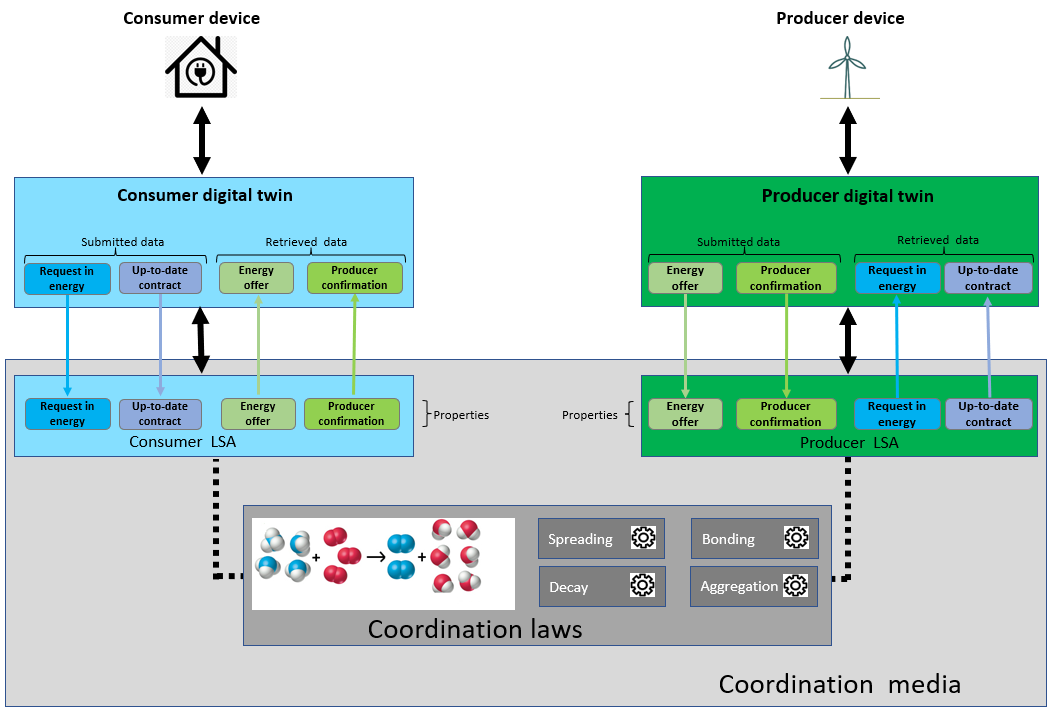 Consumer device
Producer device
Consumer digital twin
Submitted data
Retrieved data
Request in
energy
Up-to-date
contract
Energy
offer
Producer
confirmation
Producer digital twin
Submitted data
Retrieved data
Energy
offer
Producer
confirmation
Request in
energy
Up-to-date
contract
Request in
energy
Up-to-date
contract
Energy
offer
Producer
confirmation
Consumer LSA
Properties
Properties
Energy
offer
Producer
confirmation
Request in
energy
Up-to-date
contract
Producer LSA
+
+
Spreading
Bonding
Decay
Aggregation
Coordination laws
Coordination media